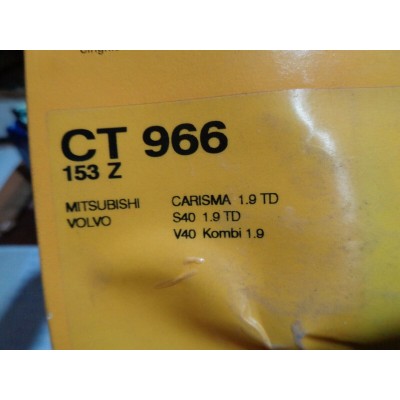 CT 966
153 Z
MITSUBISHI CARISMA 1.9 TD
VOLVO S40 1.9 TD
V40 Kombi 1.9